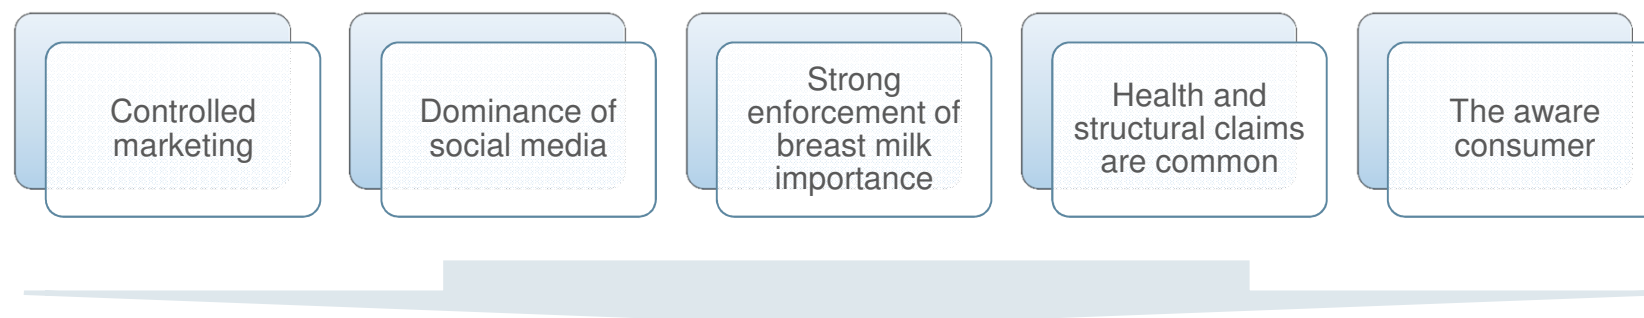 Controlled
marketing
Dominance of
social media
Strong
enforcement of
breast milk
importance
Health and
structural claims
are common
The aware
consumer